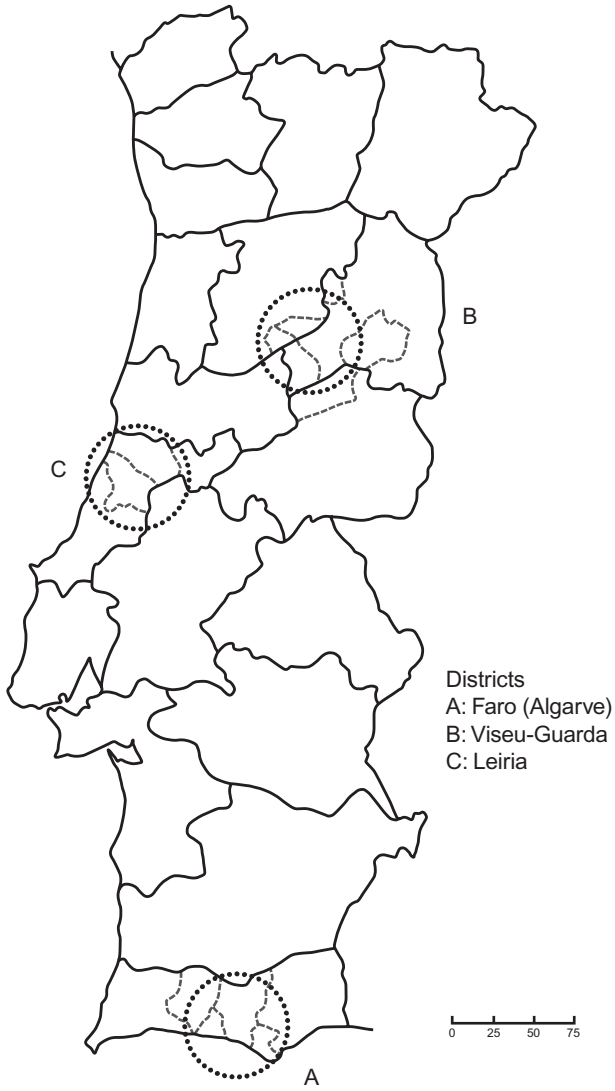 B
C
Districts
A: Faro (Algarve)
B: Viseu-Guarda
C: Leiria
0 25 50 75
A